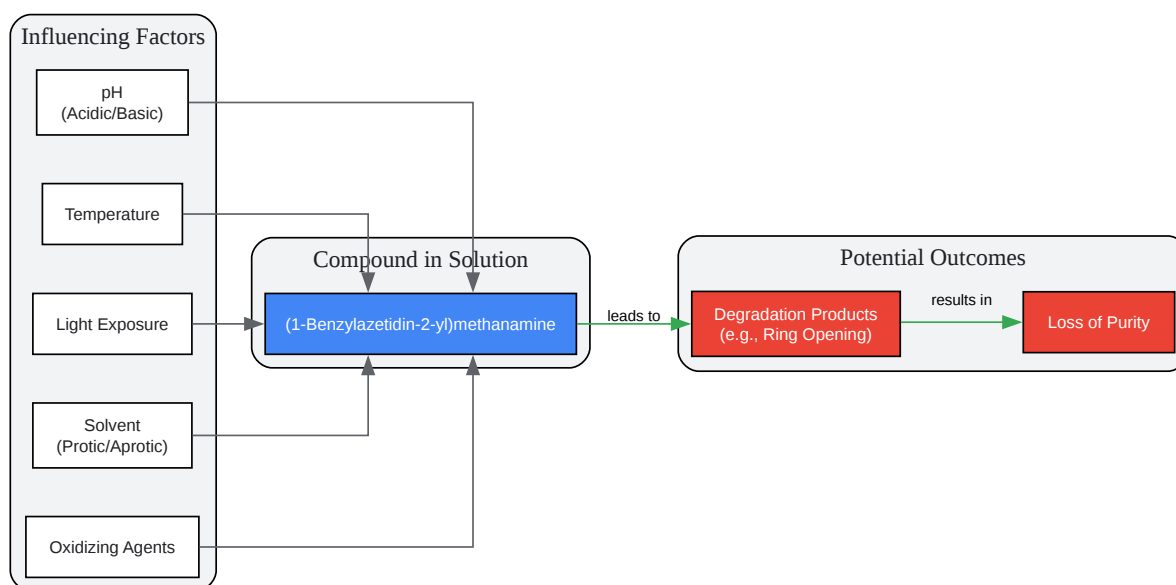 Influencing Factors
pH
(Acidic/Basic)
Temperature
Light Exposure
Solvent
(Protic/Aprotic)
Oxidizing Agents
Compound in Solution
(1-Benzylazetidin-2-yl)methanamine
leads to
Potential Outcomes
Degradation Products
(e.g., Ring Opening)
results in
Loss of Purity